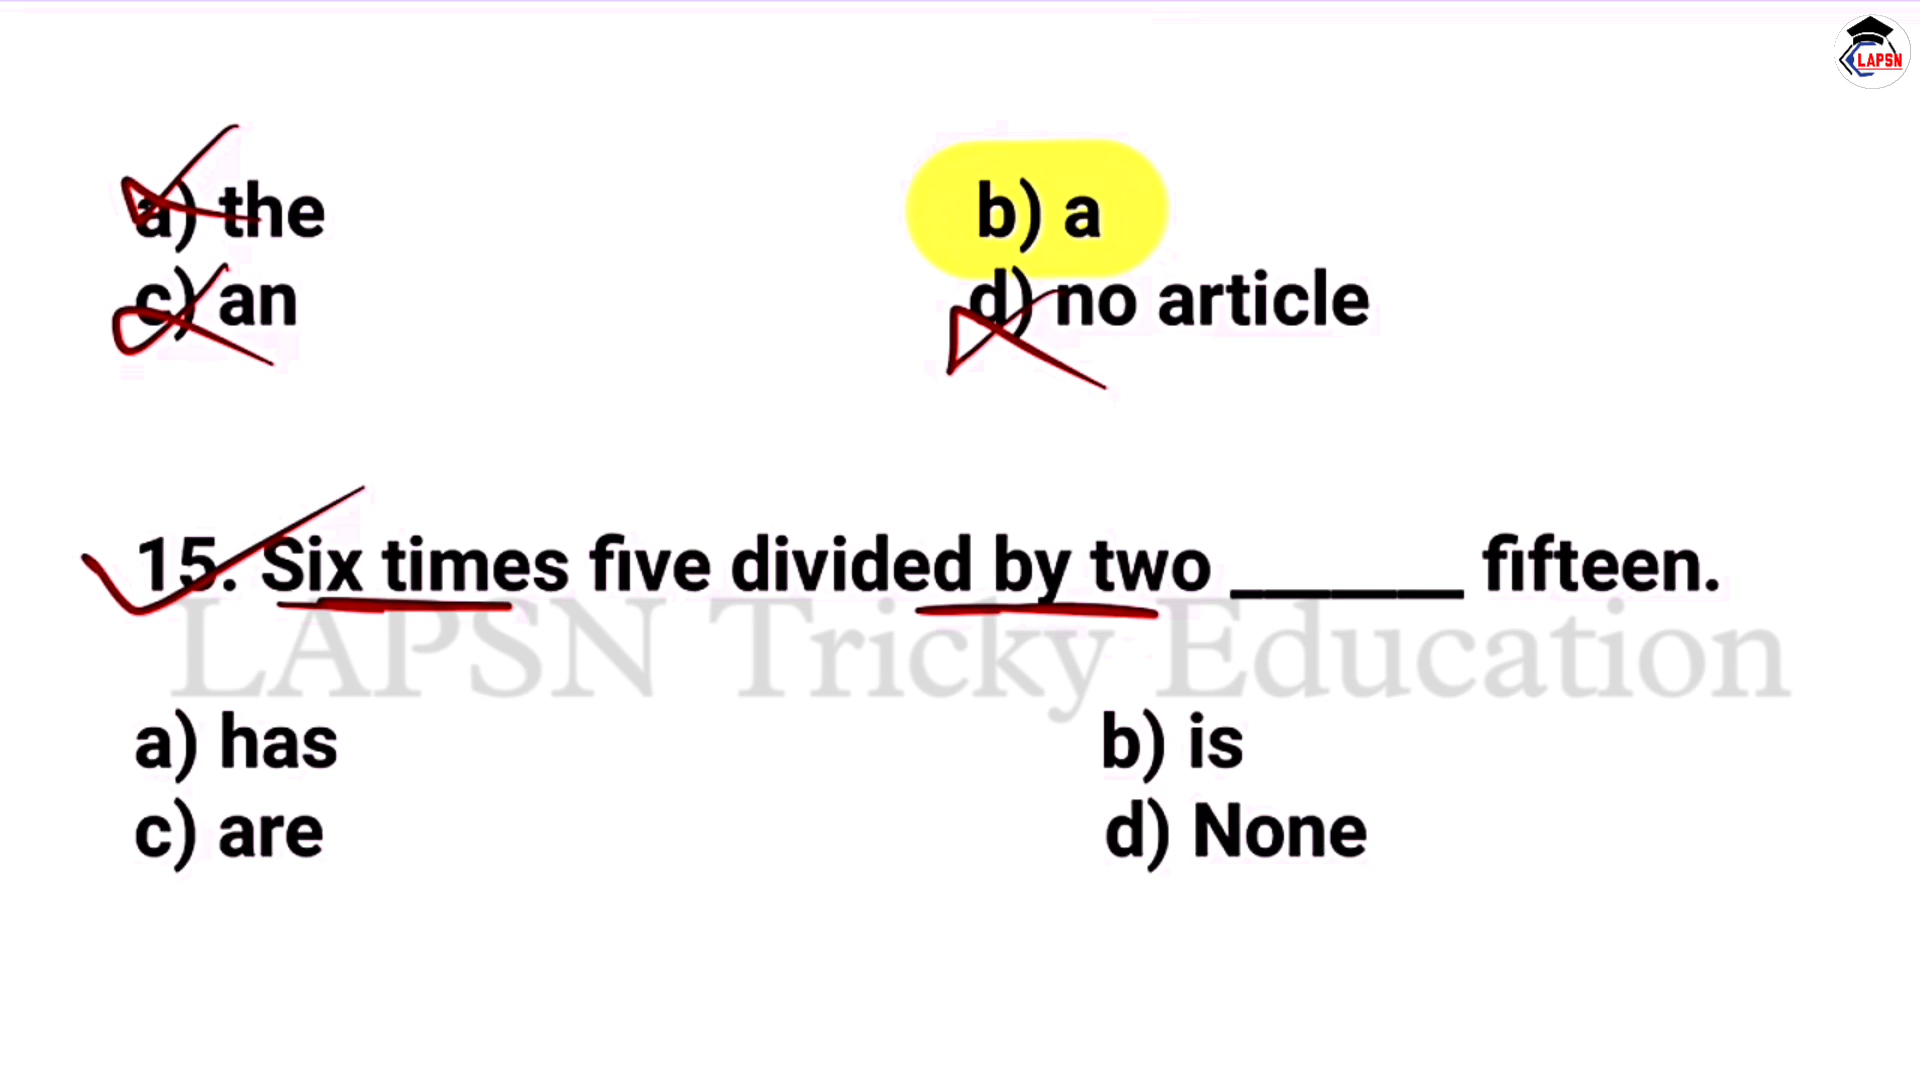 LAPSN
a) the b) a
c) an d) no article
15. Six times five divided by two _______ fifteen.
LAPSN Tricky Education
a) has b) is
c) are d) None